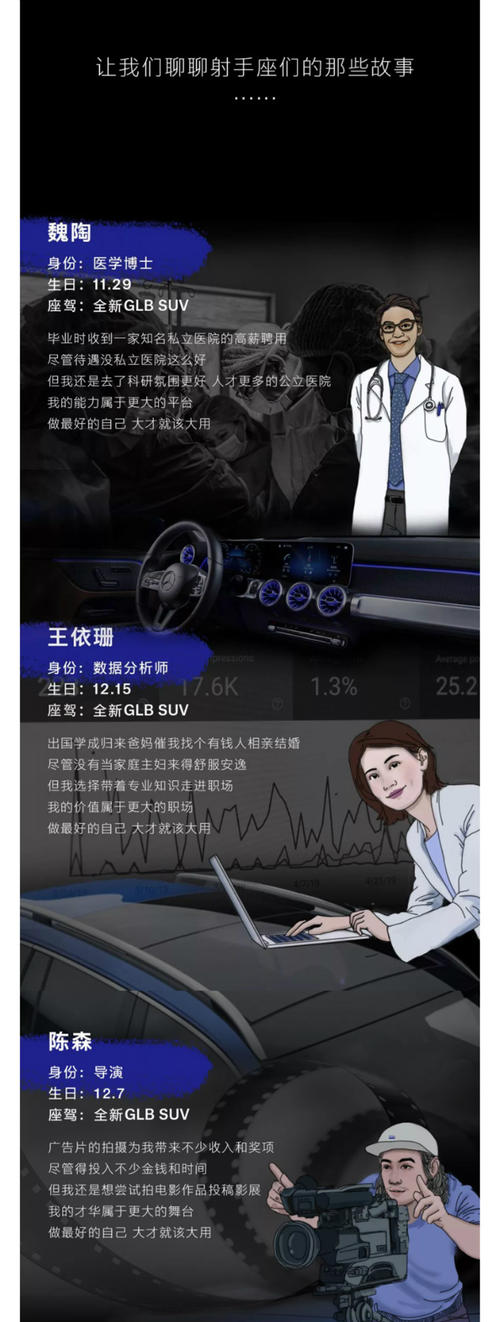 让我们聊聊射手座们的那些故事
······
魏陶
身份：医学博士
生日：11.29
座驾：全新GLB SUV
毕业时收到一家知名私立医院的高薪聘用
尽管待遇没私立医院这么好
但我还是去了科研氛围更好 人才更多的公立医院
我的能力属于更大的平台
做最好的自己 大才就该大用
王依珊
身份：数据分析师
生日：12.15
座驾：全新GLB SUV
17.6K
1.3%
25.2
出国学成归来爸妈催我找个有钱人相亲结婚
尽管没有当家庭主妇来得舒服安逸
但我选择带着专业知识走进职场
我的价值属于更大的职场
做最好的自己 大才就该大用
4/7/19
4/21/19
陈森
身份：导演
生日：12.7
座驾：全新GLB SUV
广告片的拍摄为我带来不少收入和奖项
尽管得投入不少金钱和时间
但我还是想尝试拍电影作品投稿影展
我的才华属于更大的舞台
做最好的自己 大才就该大用